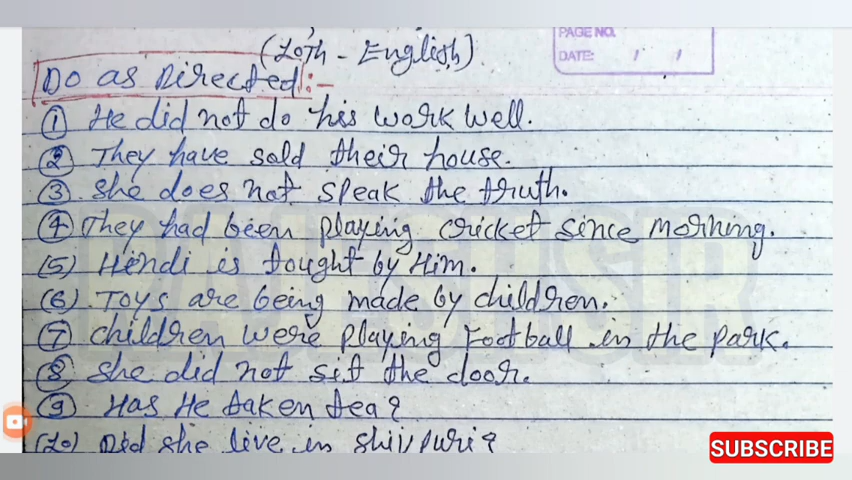 PAGE NO.
DATE: / /
(10Th - English)
Do as Directed:-
① He did not do his work well.
② They have sold their house.
③ She does not speak the truth.
④ They had been playing cricket since morning.
(5) Hindi is tought by Him.
(6) Toys are being made by children.
⑦ children were playing Football in the park.
⑧ she did not sit the door.
⑨ Has He taken tea?
(10) Did she live in shivpuri?
SUBSCRIBE